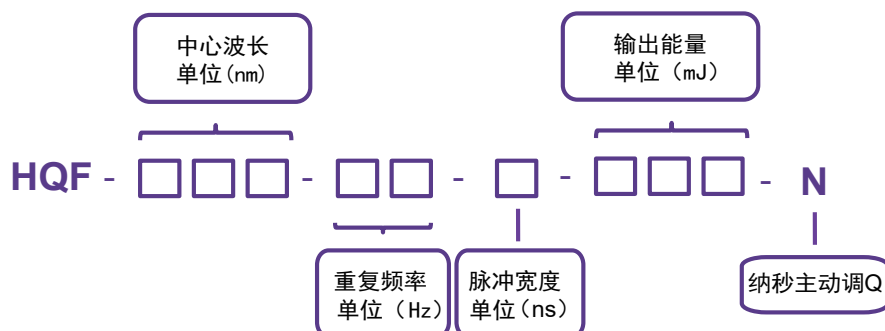 中心波长
单位(nm)
输出能量
单位（mJ）
HQF - □□□ - □□ - □ - □□□ - N
重复频率
单位（Hz）
脉冲宽度
单位(ns)
纳秒主动调Q